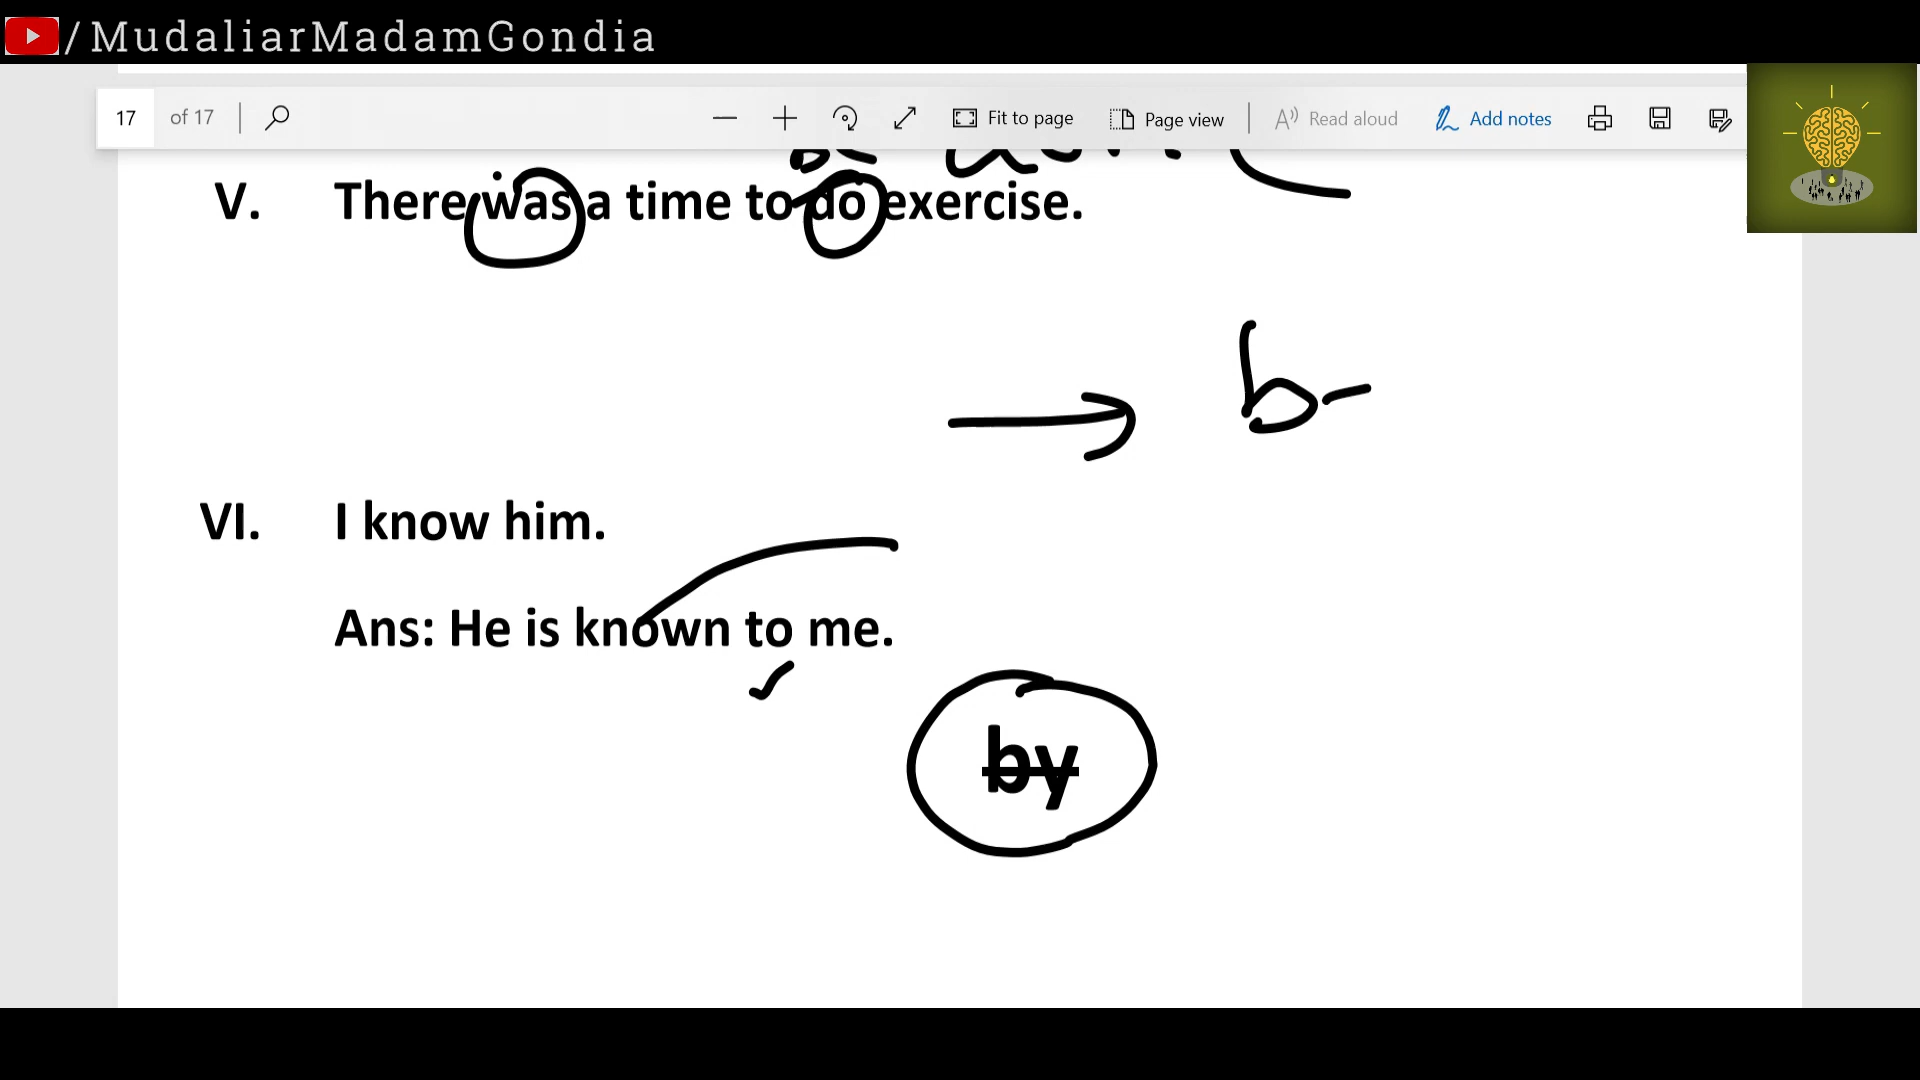 /MudaliarMadamGondia
17 of 17 Fit to page Page view Read aloud Add notes
V. There was a time to do exercise.
b
VI. I know him.
Ans: He is known to me.
by